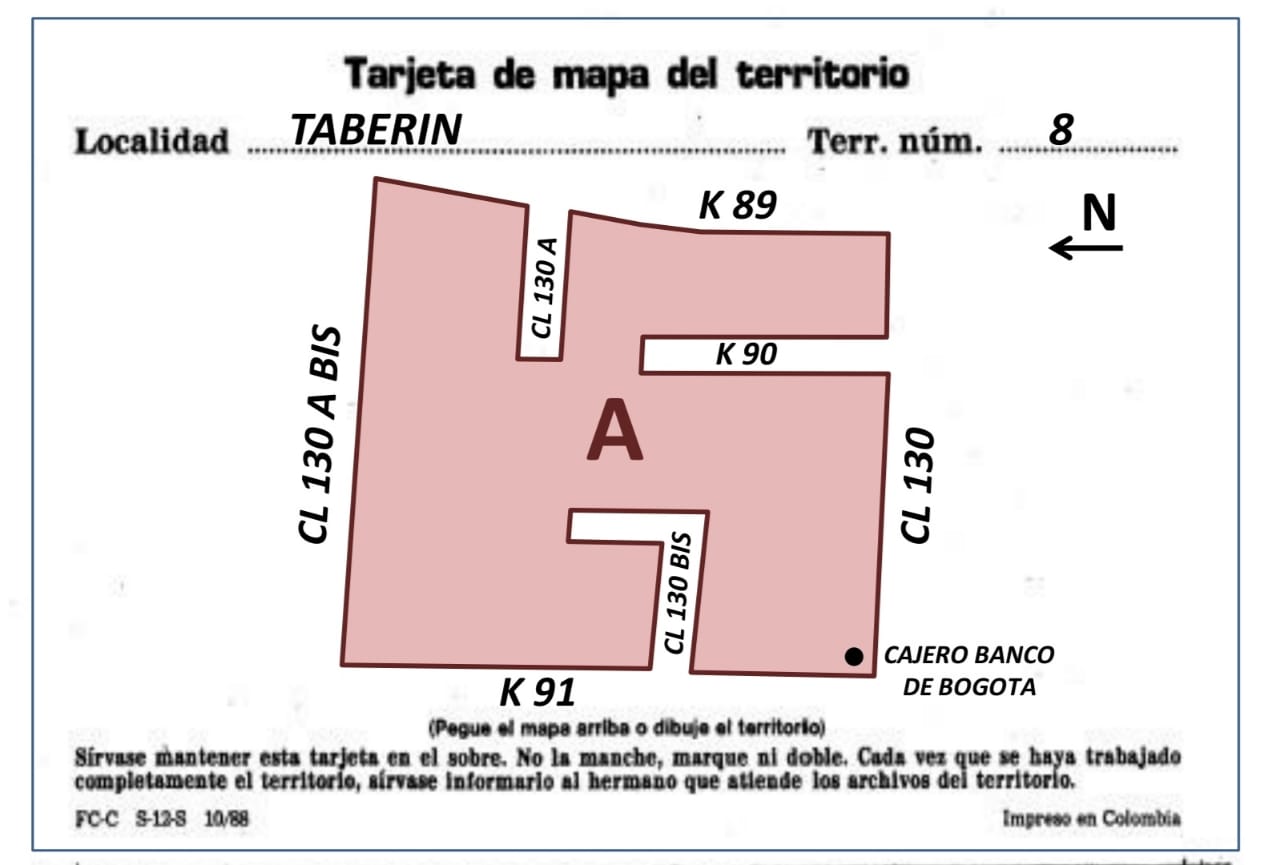 Tarjeta de mapa del territorio
Localidad TABERIN Terr. núm. 8
K 89
N
CL 130 A
K 90
CL 130 A BIS
A
CL 130
CL 130 BIS
CAJERO BANCO
DE BOGOTA
K 91
(Pegue el mapa arriba o dibuje el territorio)
Sírvase mantener esta tarjeta en el sobre. No la manche, marque ni doble. Cada vez que se haya trabajado
completamente el territorio, sírvase informarlo al hermano que atiende los archivos del territorio.
FC-C S-12-S 10/88 Impreso en Colombia